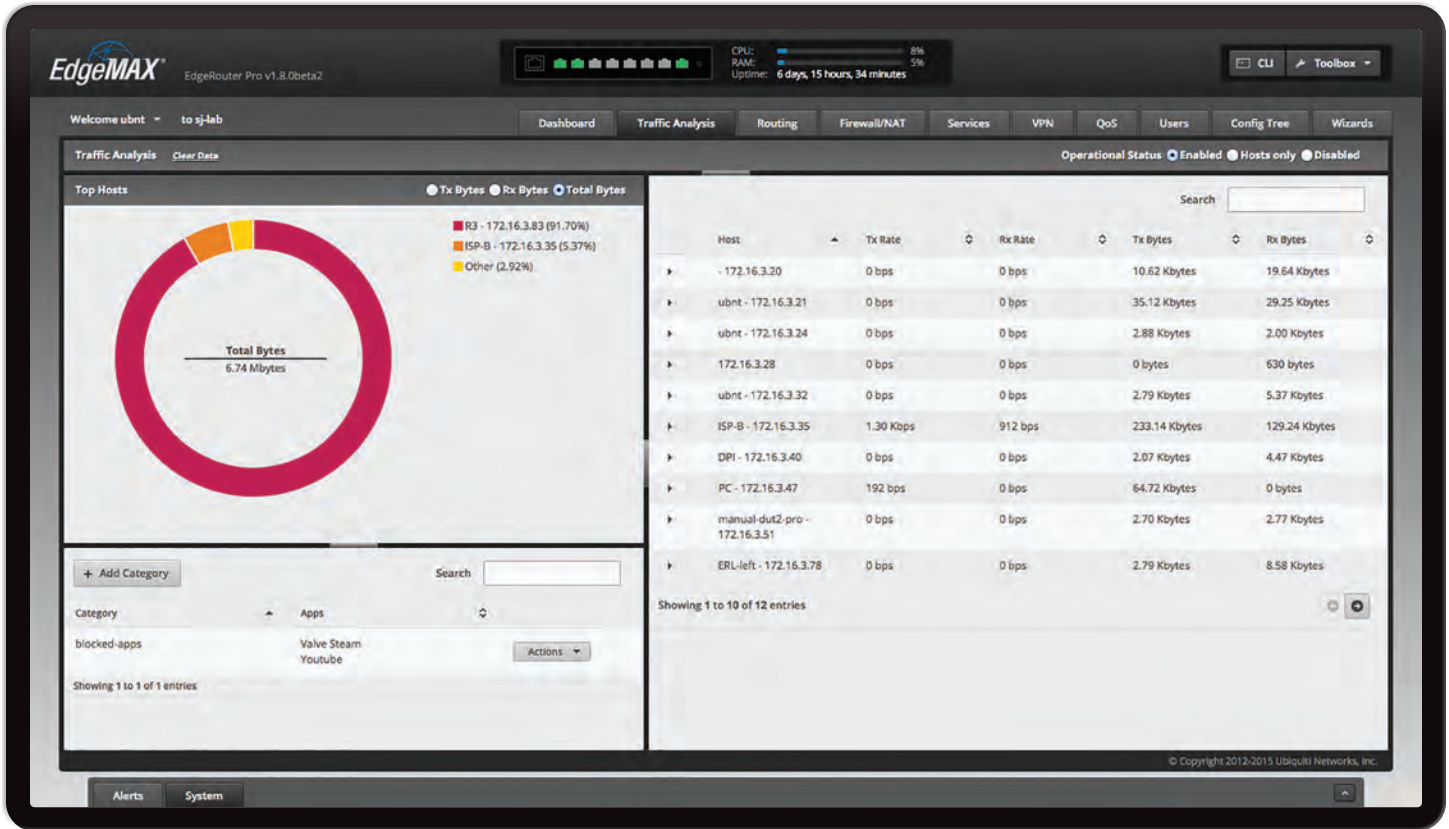 EdgeMAX®
EdgeRouter Pro v1.8.0beta2
CPU: 8%
RAM: 5%
Uptime: 6 days, 15 hours, 34 minutes
CLI
Toolbox
Welcome ubnt to sj-lab
Dashboard Traffic Analysis Routing Firewall/NAT Services VPN QoS Users Config Tree Wizards
Traffic Analysis Clear Data
Operational Status Enabled Hosts only Disabled
Top Hosts Tx Bytes Rx Bytes Total Bytes
R3 - 172.16.3.83 (91.70%)
ISP-B - 172.16.3.35 (5.37%)
Other (2.92%)
Total Bytes
6.74 Mbytes
+ Add Category Search
Category Apps
blocked-apps Valve Steam
Youtube
Actions
Showing 1 to 1 of 1 entries
Search
Host Tx Rate Rx Rate Tx Bytes Rx Bytes
- 172.16.3.20 0 bps 0 bps 10.62 Kbytes 19.64 Kbytes
ubnt - 172.16.3.21 0 bps 0 bps 35.12 Kbytes 29.25 Kbytes
ubnt - 172.16.3.24 0 bps 0 bps 2.88 Kbytes 2.00 Kbytes
172.16.3.28 0 bps 0 bps 0 bytes 630 bytes
ubnt - 172.16.3.32 0 bps 0 bps 2.79 Kbytes 5.37 Kbytes
ISP-B - 172.16.3.35 1.30 Kbps 912 bps 233.14 Kbytes 129.24 Kbytes
DPI - 172.16.3.40 0 bps 0 bps 2.07 Kbytes 4.47 Kbytes
PC - 172.16.3.47 192 bps 0 bps 64.72 Kbytes 0 bytes
manual-dut2-pro - 0 bps 0 bps 2.70 Kbytes 2.77 Kbytes
172.16.3.51
ERL-left - 172.16.3.78 0 bps 0 bps 2.79 Kbytes 8.58 Kbytes
Showing 1 to 10 of 12 entries
© Copyright 2012-2015 Ubiquiti Networks, Inc.
Alerts System